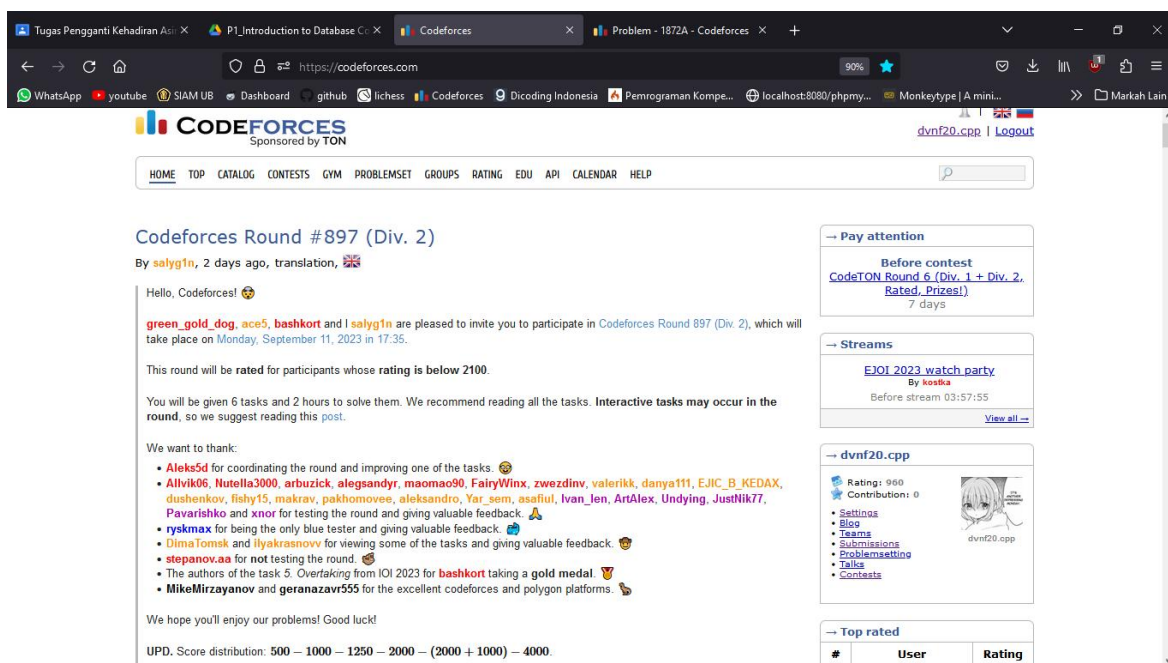 Tugas Pengganti Kehadiran Asi
P1_Introduction to Database Co
Codeforces
Problem - 1872A - Codeforces
https://codeforces.com
90%
1
WhatsApp youtube SIAM UB Dashboard github lichess Codeforces Dicoding Indonesia Pemrograman Kompe... localhost:8080/phpmy... Monkeytype | A mini... Markah Lain
CODEFORCES
Sponsored by TON
dvnf20.cpp | Logout
HOME TOP CATALOG CONTESTS GYM PROBLEMSET GROUPS RATING EDU API CALENDAR HELP
Codeforces Round #897 (Div. 2)
By salyg1n, 2 days ago, translation,
Hello, Codeforces!
green_gold_dog, ace5, bashkort and I salyg1n are pleased to invite you to participate in Codeforces Round 897 (Div. 2), which will
take place on Monday, September 11, 2023 in 17:35.
This round will be rated for participants whose rating is below 2100.
You will be given 6 tasks and 2 hours to solve them. We recommend reading all the tasks. Interactive tasks may occur in the
round, so we suggest reading this post.
We want to thank:
• Aleks5d for coordinating the round and improving one of the tasks.
• Allvik06, Nutella3000, arbuzick, alegsandyr, maomao90, FairyWinx, zwezdinv, valerikk, danya111, EJIC_B_KEDAX,
dushenkov, fishy15, makrav, pakhomovee, aleksandro, Yar_sem, asafiul, Ivan_len, ArtAlex, Undying, JustNik77,
Pavarishko and xnor for testing the round and giving valuable feedback.
• ryskmax for being the only blue tester and giving valuable feedback.
• DimaTomsk and ilyakrasnovv for viewing some of the tasks and giving valuable feedback.
• stepanov.aa for not testing the round.
• The authors of the task 5. Overtaking from IOI 2023 for bashkort taking a gold medal.
• MikeMirzayanov and geranazavr555 for the excellent codeforces and polygon platforms.
We hope you'll enjoy our problems! Good luck!
UPD. Score distribution: 500 − 1000 − 1250 − 2000 − (2000 + 1000) − 4000.
→ Pay attention
Before contest
CodeTON Round 6 (Div. 1 + Div. 2,
Rated, Prizes!)
7 days
→ Streams
EJOI 2023 watch party
By kostka
Before stream 03:57:55
View all →
→ dvnf20.cpp
Rating: 960
Contribution: 0
• Settings
• Blog
• Teams
• Submissions
• Problemsetting
• Talks
• Contests
dvnf20.cpp
→ Top rated
# User Rating